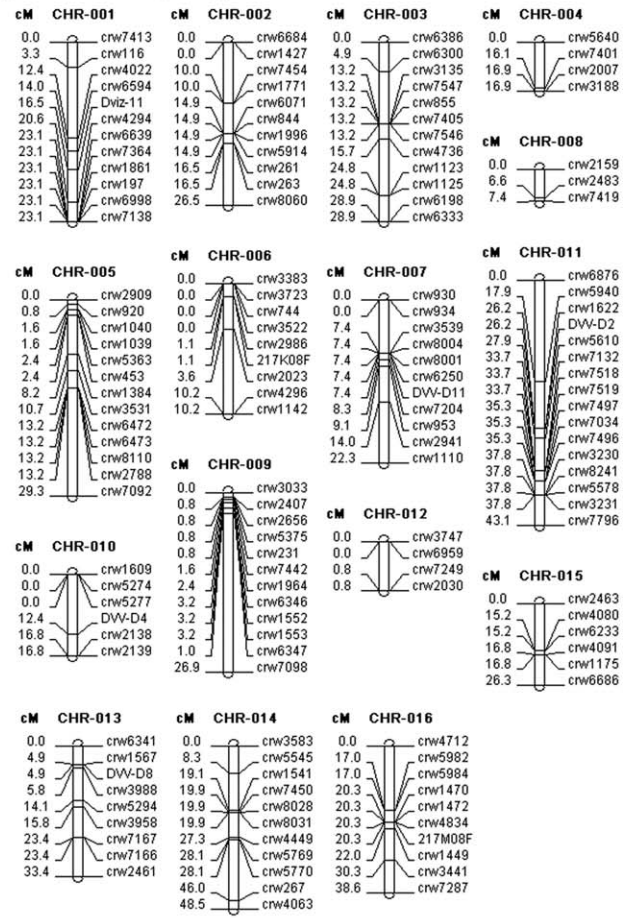 cM CHR-001
0.0 crw7413
3.3 crw116
12.4 crw4022
14.0 crw6594
16.5 Dviz-11
20.6 crw4294
23.1 crw6639
23.1 crw7364
23.1 crw1861
23.1 crw197
23.1 crw6998
23.1 crw7138
cM CHR-002
0.0 crw6684
0.0 crw1427
10.0 crw7454
10.0 crw1771
14.9 crw6071
14.9 crw844
14.9 crw1996
14.9 crw5914
16.5 crw261
16.5 crw263
26.5 crw8060
cM CHR-003
0.0 crw6386
4.9 crw6300
13.2 crw3135
13.2 crw7547
13.2 crw855
13.2 crw7405
13.2 crw7546
15.7 crw4736
24.8 crw1123
24.8 crw1125
28.9 crw6198
28.9 crw6333
cM CHR-004
0.0 crw5640
16.1 crw7401
16.9 crw2007
16.9 crw3188
cM CHR-008
0.0 crw2159
6.6 crw2483
7.4 crw7419
cM CHR-005
0.0 crw2909
0.8 crw920
1.6 crw1040
1.6 crw1039
2.4 crw5363
2.4 crw453
8.2 crw1384
10.7 crw3531
13.2 crw6472
13.2 crw6473
13.2 crw8110
13.2 crw2788
29.3 crw7092
cM CHR-006
0.0 crw3383
0.0 crw3723
0.0 crw744
0.0 crw3522
1.1 crw2986
1.1 217K08F
3.6 crw2023
10.2 crw4296
10.2 crw1142
cM CHR-007
0.0 crw930
0.0 crw934
7.4 crw3539
7.4 crw8004
7.4 crw8001
7.4 crw6250
7.4 DVV-D11
8.3 crw7204
9.1 crw953
14.0 crw2941
22.3 crw1110
cM CHR-011
0.0 crw6876
17.9 crw5940
26.2 crw1622
26.2 DVV-D2
27.9 crw5610
33.7 crw7132
33.7 crw7518
33.7 crw7519
35.3 crw7497
35.3 crw7034
35.3 crw7496
37.8 crw3230
37.8 crw8241
37.8 crw5578
37.8 crw3231
43.1 crw7796
cM CHR-009
0.0 crw3033
0.8 crw2407
0.8 crw2656
0.8 crw5375
0.8 crw231
1.6 crw7442
2.4 crw1964
3.2 crw6346
3.2 crw1552
3.2 crw1553
1.0 crw6347
26.9 crw7098
cM CHR-012
0.0 crw3747
0.0 crw6959
0.8 crw7249
0.8 crw2030
cM CHR-010
0.0 crw1609
0.0 crw5274
0.0 crw5277
12.4 DVV-D4
16.8 crw2138
16.8 crw2139
cM CHR-015
0.0 crw2463
15.2 crw4080
15.2 crw6233
16.8 crw4091
16.8 crw1175
26.3 crw6686
cM CHR-013
0.0 crw6341
4.9 crw1567
4.9 DVV-D8
5.8 crw3988
14.1 crw5294
15.8 crw3958
23.4 crw7167
23.4 crw7166
33.4 crw2461
cM CHR-014
0.0 crw3583
8.3 crw5545
19.1 crw1541
19.9 crw7450
19.9 crw8028
19.9 crw8031
27.3 crw4449
28.1 crw5769
28.1 crw5770
46.0 crw267
48.5 crw4063
cM CHR-016
0.0 crw4712
17.0 crw5982
17.0 crw5984
20.3 crw1470
20.3 crw1472
20.3 crw4834
20.3 217M08F
22.0 crw1449
30.3 crw3441
38.6 crw7287